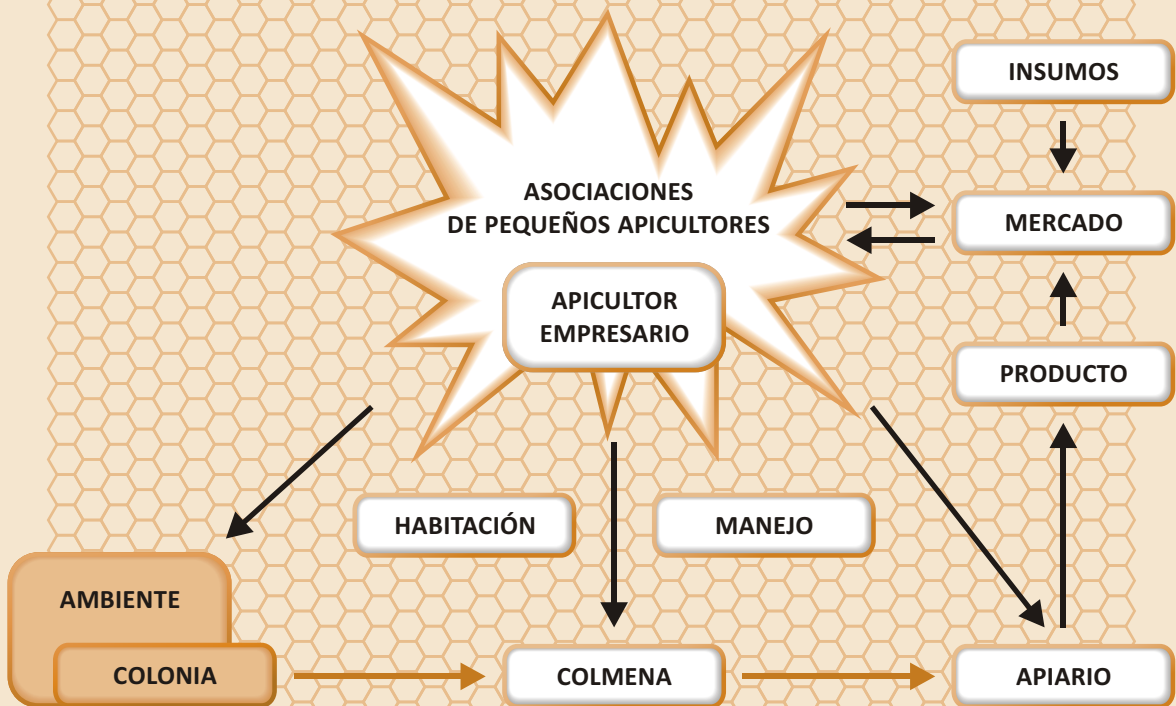 INSUMOS
ASOCIACIONES
DE PEQUEÑOS APICULTORES
MERCADO
APICULTOR
EMPRESARIO
PRODUCTO
HABITACIÓN
MANEJO
AMBIENTE
COLONIA
COLMENA
APIARIO